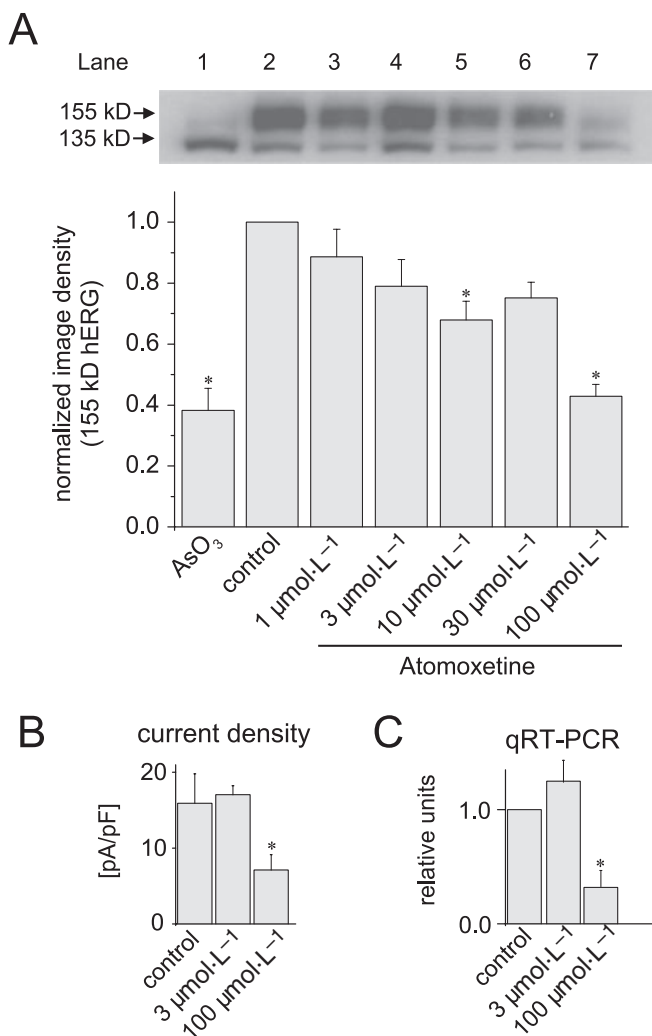 A
Lane 1 2 3 4 5 6 7
155 kD
135 kD
normalized image density
(155 kD hERG)
1.0
0.8
0.6
0.4
0.2
0.0
*
*
*
AsO₃
control
1 µmol·L⁻¹
3 µmol·L⁻¹
10 µmol·L⁻¹
30 µmol·L⁻¹
100 µmol·L⁻¹
Atomoxetine
B
current density
[pA/pF]
20
10
0
*
control
3 µmol·L−1
100 µmol·L−1
C
qRT-PCR
relative units
1.0
0.0
*
control
3 µmol·L−1
100 µmol·L−1